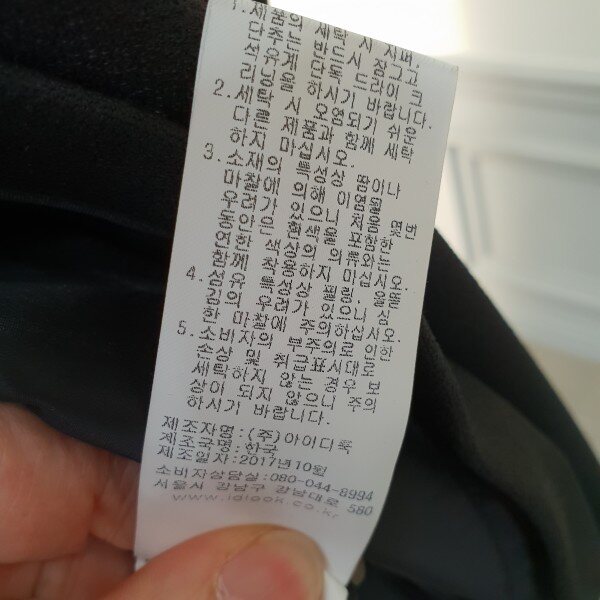 1.제품의 세탁 시 지퍼,
단추는 반드시 잠그고
석유계 단독 드라이 크
리닝을 하시기 바랍니다.
2.세탁 시 오염되기 쉬운
다른 제품과 함께 세탁
하지 마십시오.
3.소재의 특성상 땀이나
마찰에 의해 이염될
우려가 있으니 처음 몇번
동안은 흰색을 포함한
연한 색상의 의류와는
함께 착용하지 마십시오.
4.섬유 특성상 필링, 올뜯
김의 우려가 있으니 심
한 마찰에 주의하십시오.
5.소비자의 부주의로 인한
손상 및 취급표시대로
세탁하지 않는 경우 보
상이 되지 않으니 주의
하시기 바랍니다.
제조자명:(주)아이디룩
제조국명:한국
제조일자:2017년10월
소비자상담실:080-044-8994
서울시 강남구 강남대로 580
www.idlook.co.kr